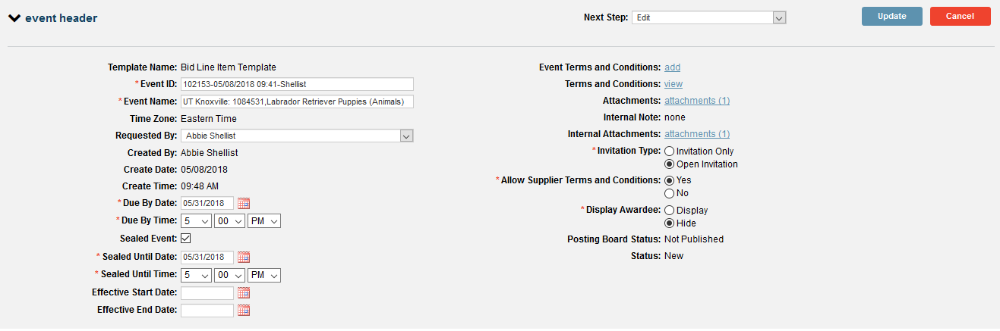 event header
Next Step: Edit
Update
Cancel
Template Name: Bid Line Item Template
* Event ID: 102153-05/08/2018 09:41-Shellist
* Event Name: UT Knoxville: 1084531,Labrador Retriever Puppies (Animals)
Time Zone: Eastern Time
Requested By: Abbie Shellist
Created By: Abbie Shellist
Create Date: 05/08/2018
Create Time: 09:48 AM
* Due By Date: 05/31/2018
* Due By Time: 5 00 PM
Sealed Event:
* Sealed Until Date: 05/31/2018
* Sealed Until Time: 5 00 PM
Effective Start Date:
Effective End Date:
Event Terms and Conditions: add
Terms and Conditions: view
Attachments: attachments (1)
Internal Note: none
Internal Attachments: attachments (1)
* Invitation Type: Invitation Only
Open Invitation
* Allow Supplier Terms and Conditions: Yes
No
* Display Awardee: Display
Hide
Posting Board Status: Not Published
Status: New